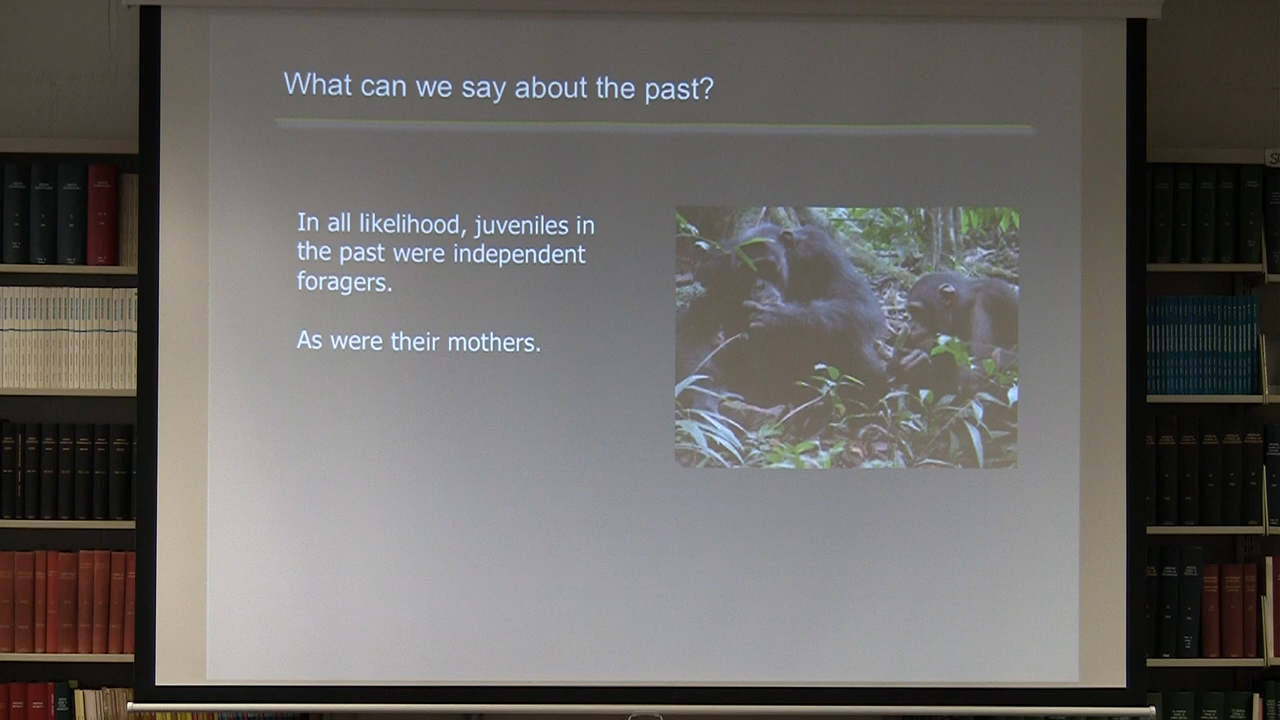 What can we say about the past?
In all likelihood, juveniles in
the past were independent
foragers.
As were their mothers.